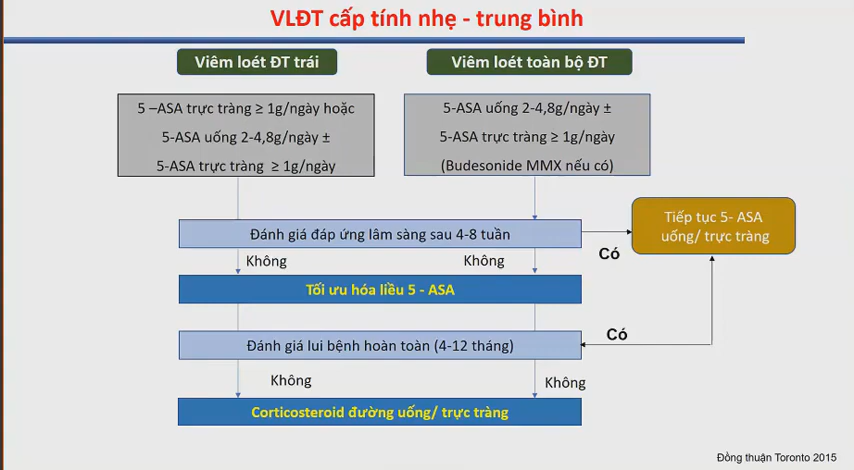 VLĐT cấp tính nhẹ - trung bình
Viêm loét ĐT trái
Viêm loét toàn bộ ĐT
5 –ASA trực tràng ≥ 1g/ngày hoặc
5-ASA uống 2-4,8g/ngày ±
5-ASA trực tràng ≥ 1g/ngày
5-ASA uống 2-4,8g/ngày ±
5-ASA trực tràng ≥ 1g/ngày
(Budesonide MMX nếu có)
Đánh giá đáp ứng lâm sàng sau 4-8 tuần
Có
Tiếp tục 5- ASA
uống/ trực tràng
Không
Không
Tối ưu hóa liều 5 - ASA
Đánh giá lui bệnh hoàn toàn (4-12 tháng)
Có
Không
Không
Corticosteroid đường uống/ trực tràng
Đồng thuận Toronto 2015